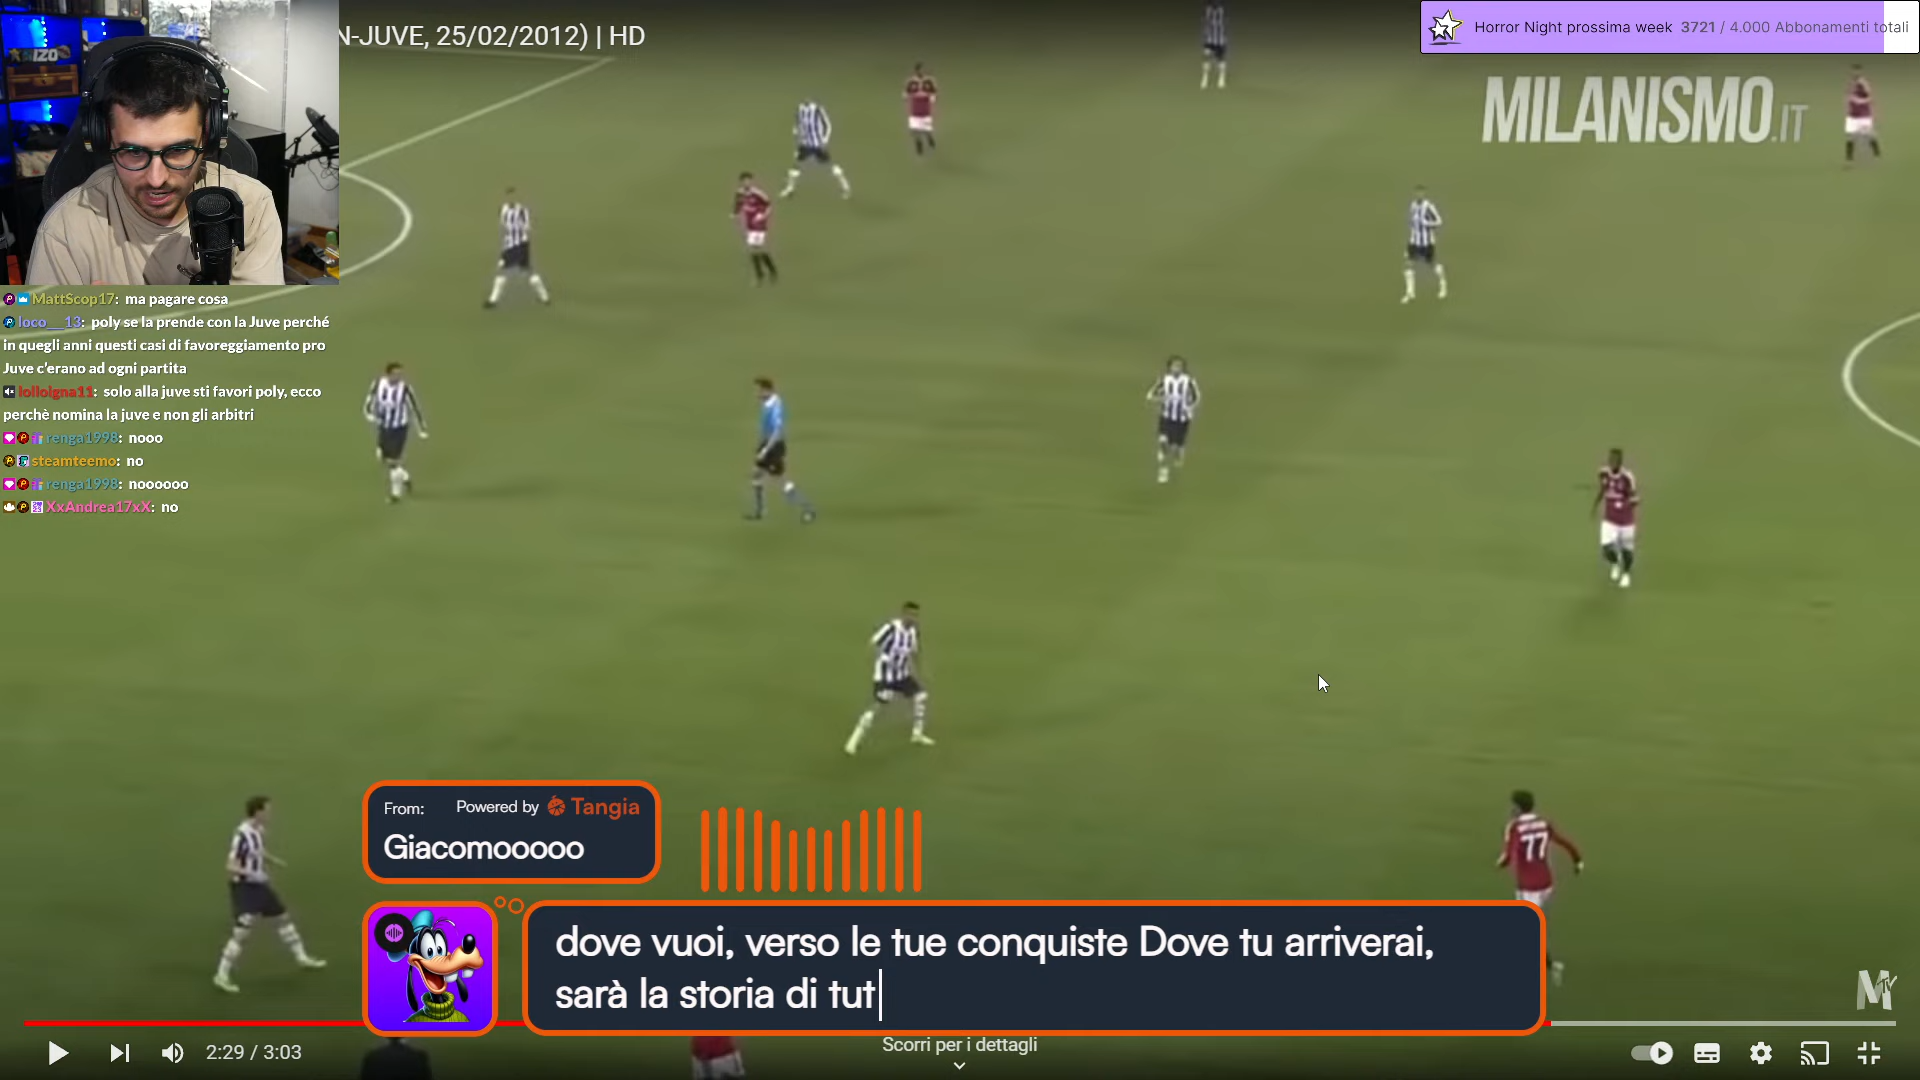 N-JUVE, 25/02/2012) | HD
Horror Night prossima week 3721 / 4.000 Abbonamenti totali
MILANISMO.IT
MattScop17: ma pagare cosa
loco__13: poly se la prende con la Juve perché
in quegli anni questi casi di favoreggiamento pro
Juve c'erano ad ogni partita
lolloigna11: solo alla juve sti favori poly, ecco
perchè nomina la juve e non gli arbitri
renga1998: nooo
steamteemo: no
renga1998: noooooo
XxAndrea17xX: no
77
From: Powered by Tangia
Giacomooooo
dove vuoi, verso le tue conquiste Dove tu arriverai,
sarà la storia di tut
MTV
2:29 / 3:03
Scorri per i dettagli